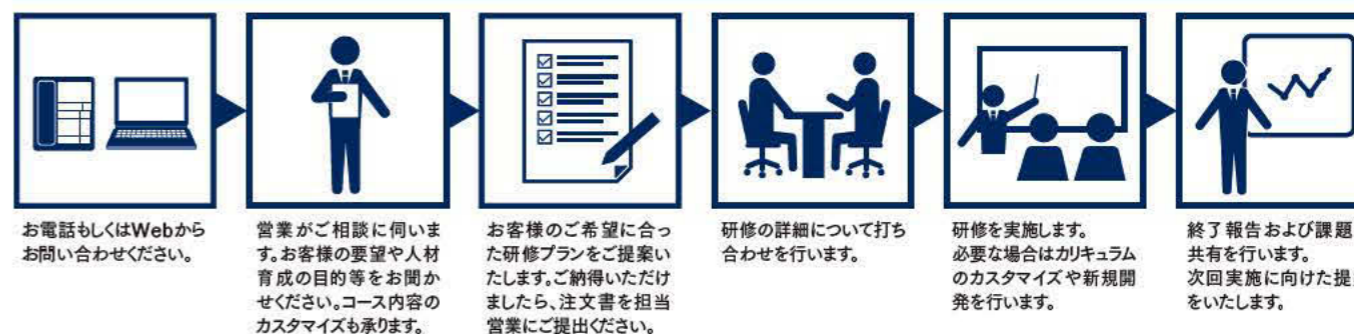 お電話もしくはWebから
お問い合わせください。
営業がご相談に伺いま
す。お客様の要望や人材
育成の目的等をお聞か
せください。コース内容の
カスタマイズも承ります。
お客様のご希望に合っ
た研修プランをご提案い
たします。ご納得いただけ
ましたら、注文書を担当
営業にご提出ください。
研修の詳細について打ち
合わせを行います。
研修を実施します。
必要な場合はカリキュラム
のカスタマイズや新規開
発を行います。
終了報告および課題
共有を行います。
次回実施に向けた提
をいたします。